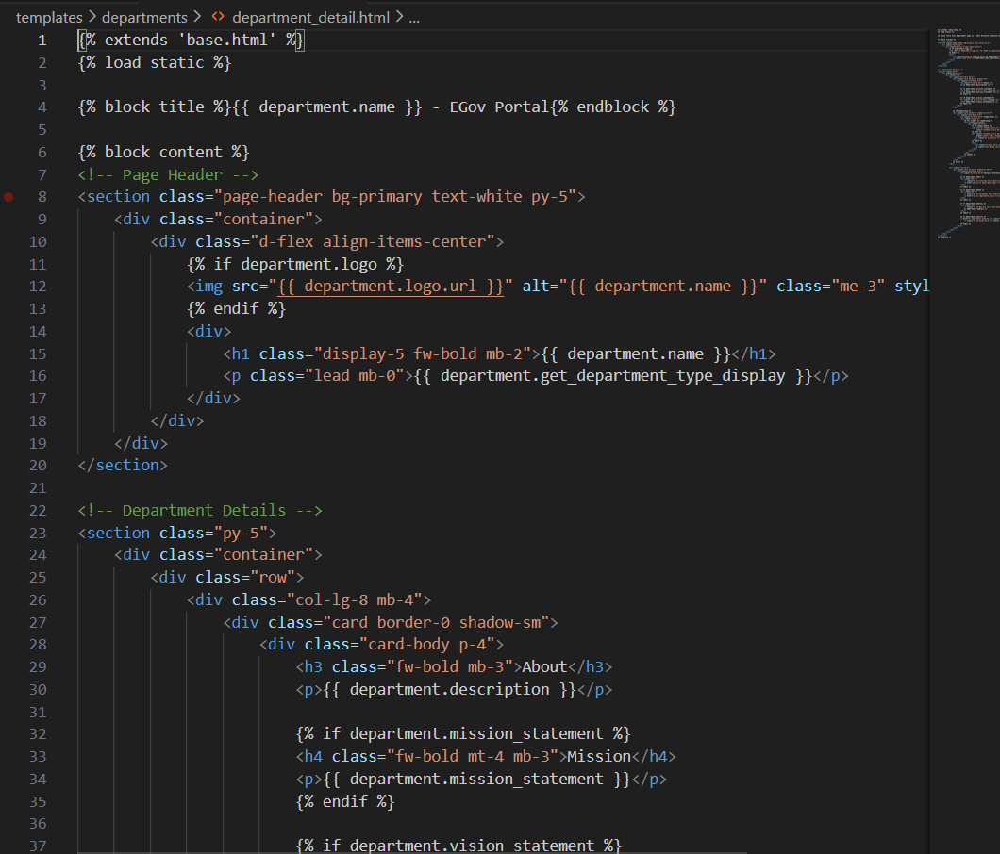 templates > departments > <> department_detail.html > ...
1 {% extends 'base.html' %}
2 {% load static %}
3
4 {% block title %}{{ department.name }} - EGov Portal{% endblock %}
5
6 {% block content %}
7 <!-- Page Header -->
8 <section class="page-header bg-primary text-white py-5">
9     <div class="container">
10         <div class="d-flex align-items-center">
11             {% if department.logo %}
12             <img src="{{ department.logo.url }}" alt="{{ department.name }}" class="me-3" styl
13             {% endif %}
14             <div>
15                 <h1 class="display-5 fw-bold mb-2">{{ department.name }}</h1>
16                 <p class="lead mb-0">{{ department.get_department_type_display }}</p>
17             </div>
18         </div>
19     </div>
20 </section>
21
22 <!-- Department Details -->
23 <section class="py-5">
24     <div class="container">
25         <div class="row">
26             <div class="col-lg-8 mb-4">
27                 <div class="card border-0 shadow-sm">
28                     <div class="card-body p-4">
29                         <h3 class="fw-bold mb-3">About</h3>
30                         <p>{{ department.description }}</p>
31
32                         {% if department.mission_statement %}
33                         <h4 class="fw-bold mt-4 mb-3">Mission</h4>
34                         <p>{{ department.mission_statement }}</p>
35                         {% endif %}
36
37                         {% if department.vision_statement %}